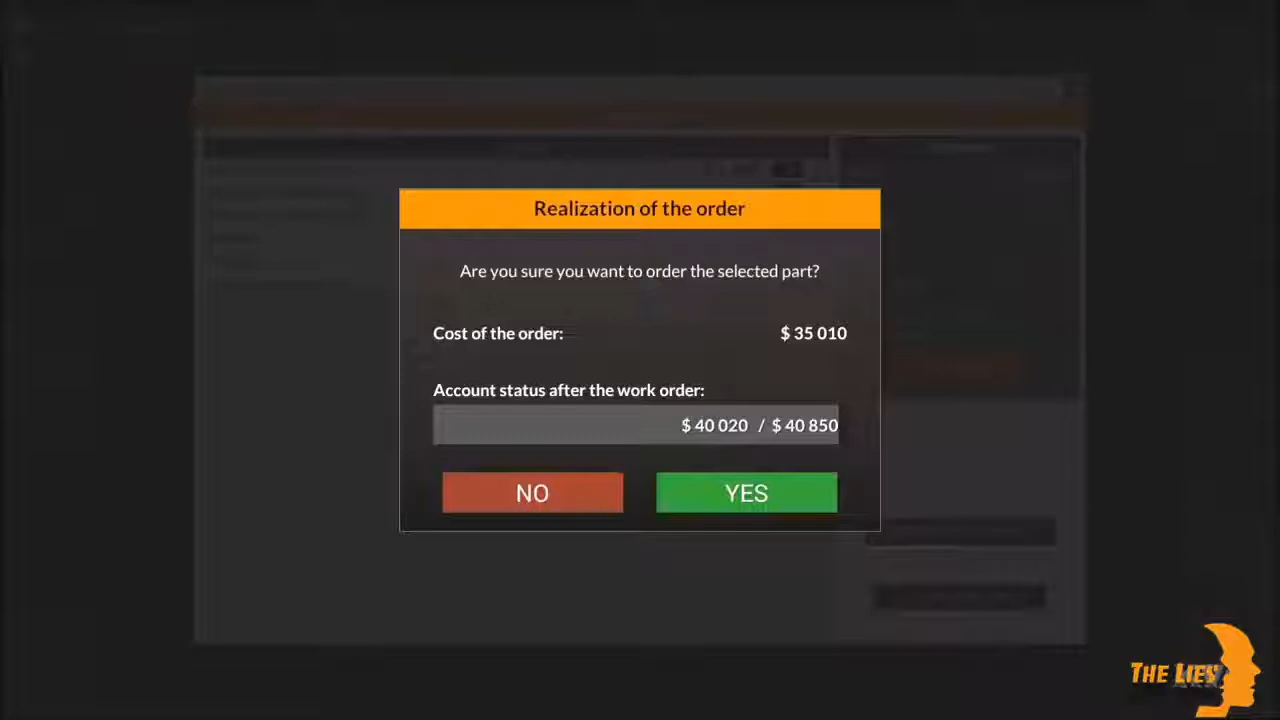 Realization of the order
Are you sure you want to order the selected part?
Cost of the order: $ 35 010
Account status after the work order:
$ 40 020 / $ 40 850
NO YES
THE LIES